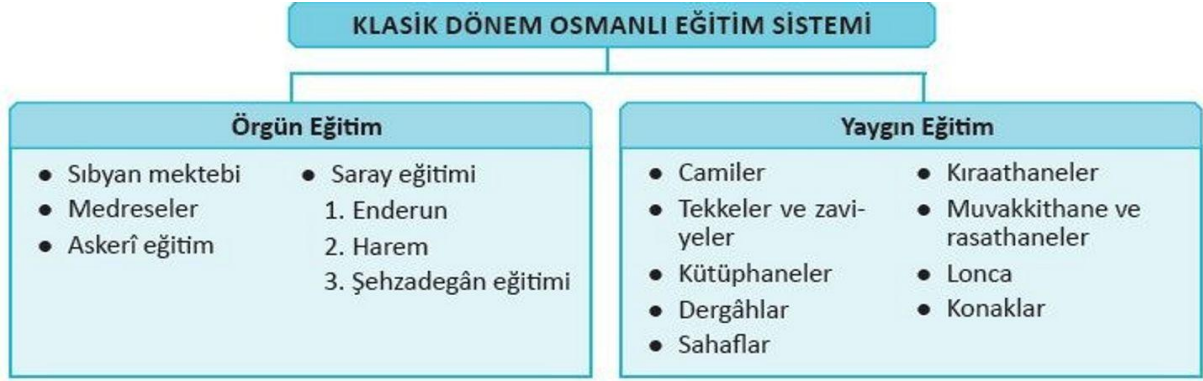 KLASİK DÖNEM OSMANLI EĞİTİM SİSTEMİ
Örgün Eğitim
● Sıbyan mektebi
● Medreseler
● Askerî eğitim
● Saray eğitimi
1. Enderun
2. Harem
3. Şehzadegân eğitimi
Yaygın Eğitim
● Camiler
● Tekkeler ve zavi-
yeler
● Kütüphaneler
● Dergâhlar
● Sahaflar
● Kıraathaneler
● Muvakkithane ve
rasathaneler
● Lonca
● Konaklar